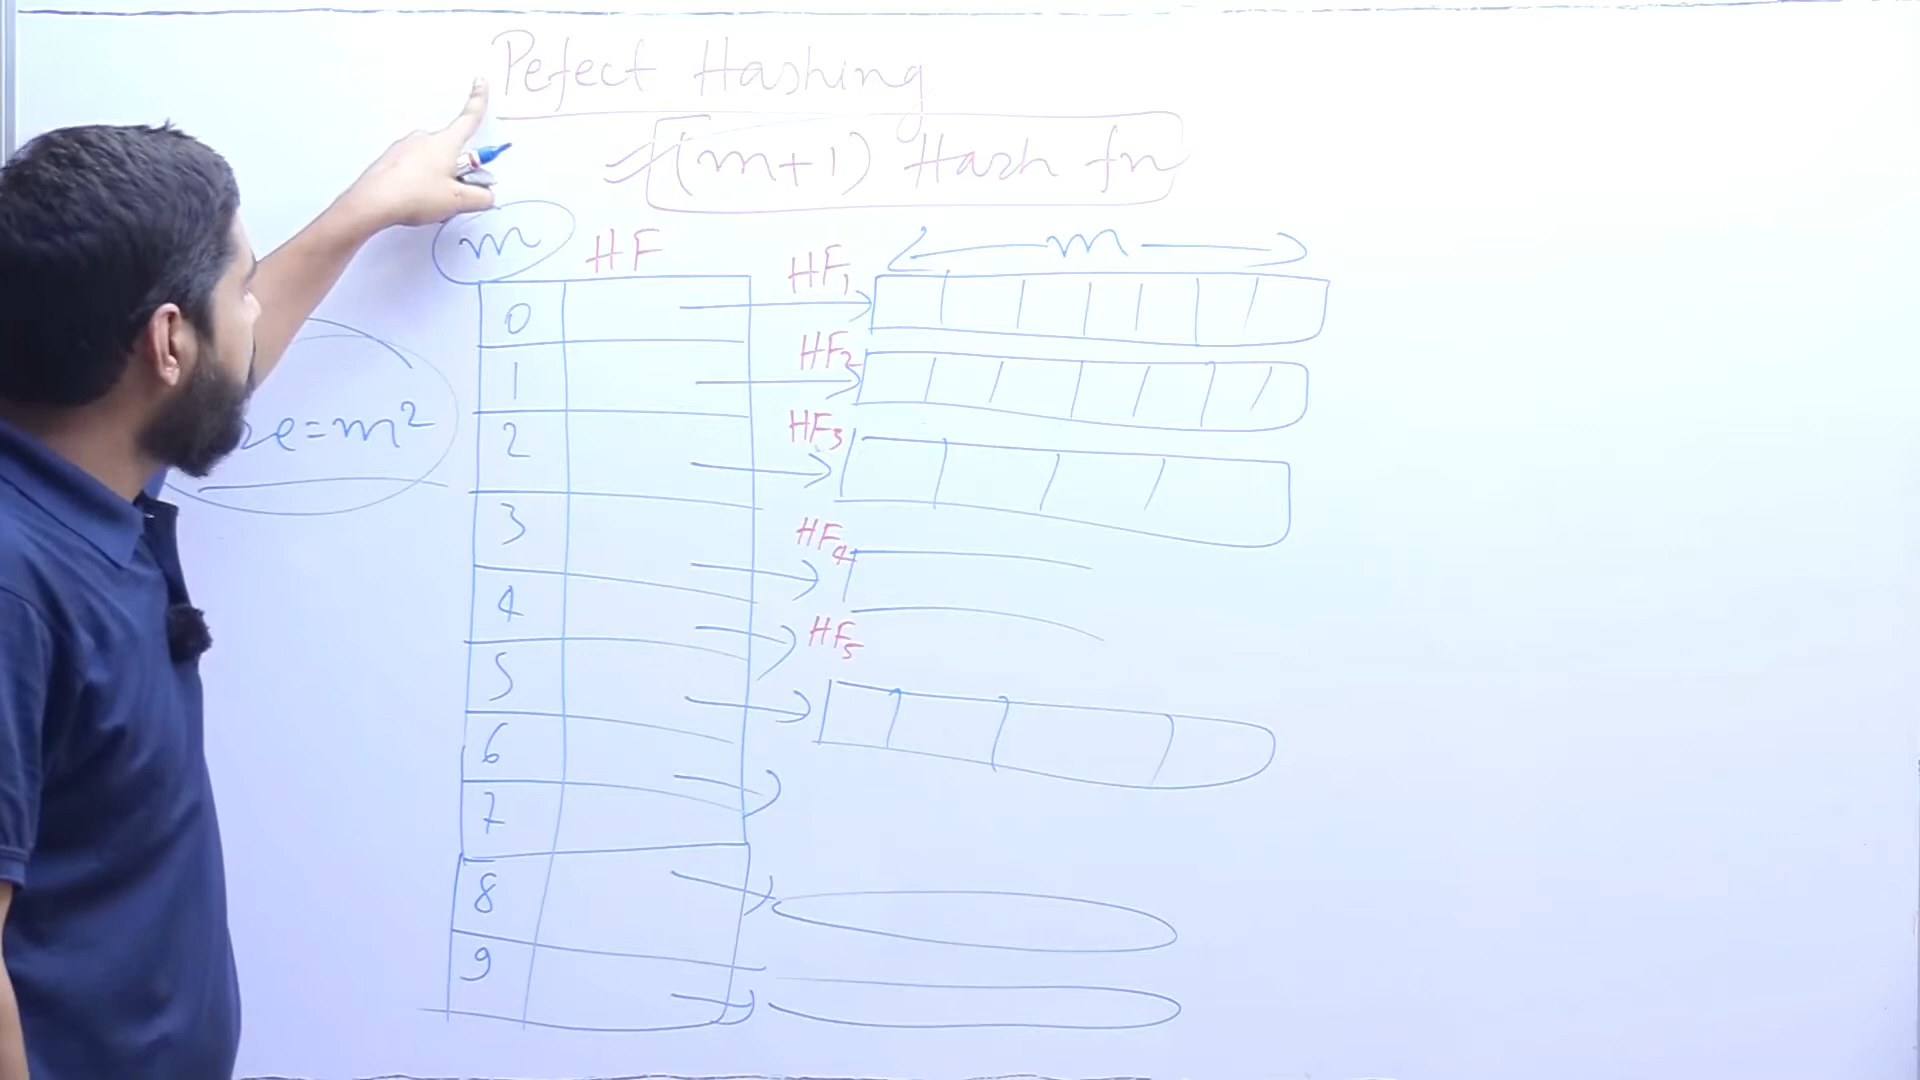 Pefect Hashing
(m+1) Hash fn
m HF
m
0 HF1
1 HF2
2 HF3
3 HF4
4 HF5
5
6
7
8
9
=m²